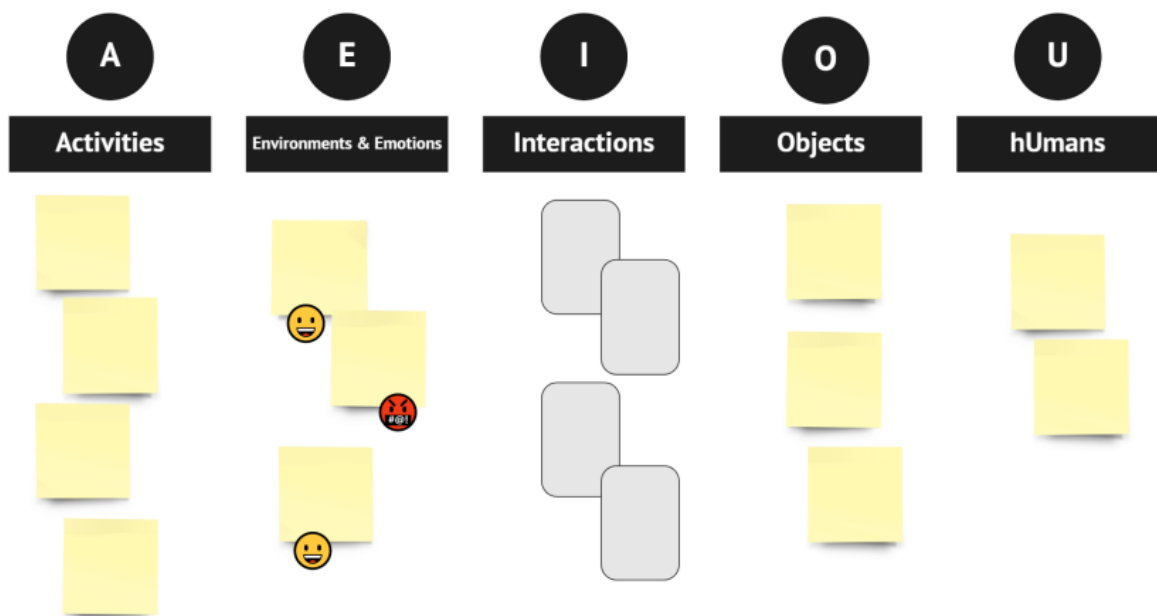 A
E
I
O
U
Activities
Environments & Emotions
Interactions
Objects
hUmans
#@!